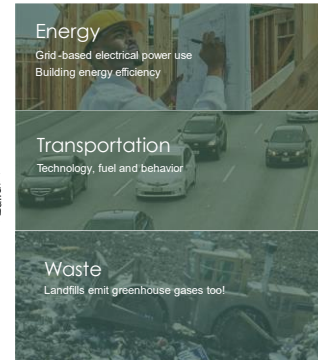 Energy
Grid-based electrical power use
Building energy efficiency
Transportation
Technology, fuel and behavior
Waste
Landfills emit greenhouse gases too!